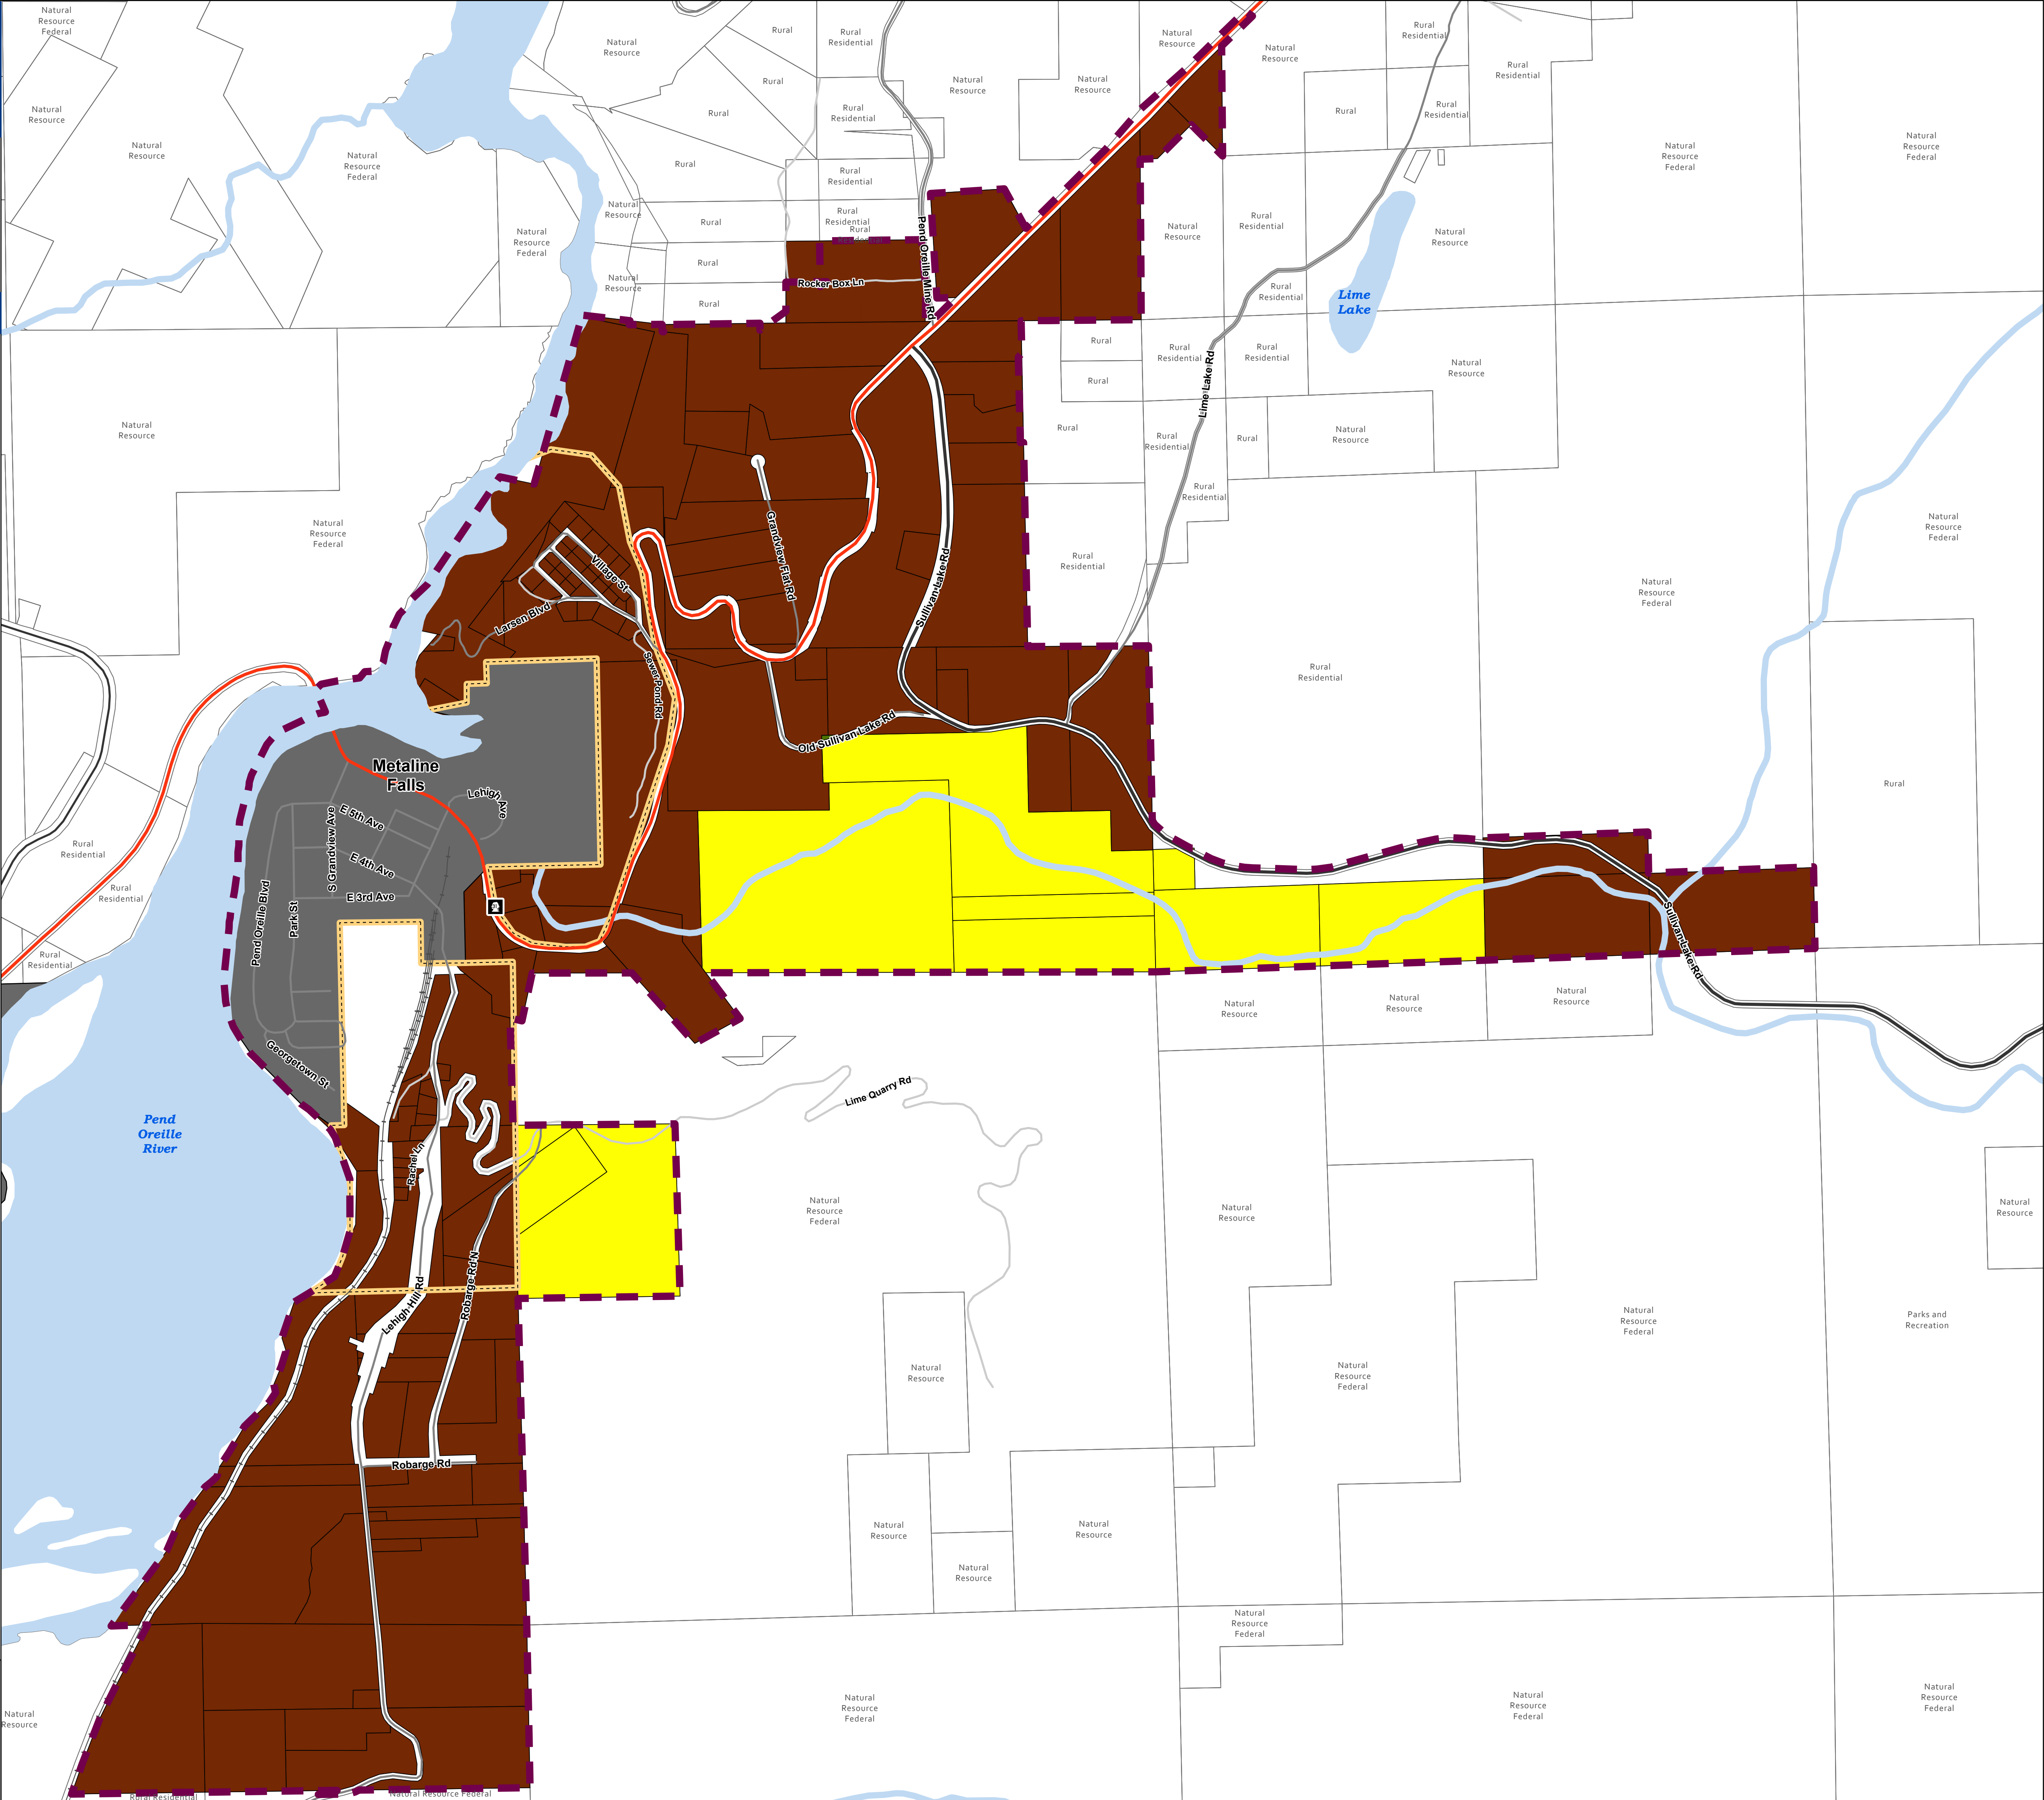 Natural
Resource
Federal
Natural
Resource
Rural
Rural
Residential
Natural
Resource
Natural
Resource
Rural
Residential
Rural
Residential
Natural
Resource
Natural
Resource
Natural
Resource
Rural
Rural
Rural
Residential
Rural
Rural
Residential
Natural
Resource
Natural
Resource
Federal
Rural
Rural
Residential
Natural
Resource
Federal
Natural
Resource
Federal
Natural
Resource
Rural
Rural
Residential
Rural
Residential
Natural
Resource
Federal
Natural
Resource
Rural
Residential
Natural
Resource
Rural
Natural
Resource
Rural
Rocker Box Ln
Pend Oreille Mine Rd
Rural
Residential
Lime
Lake
Rural
Rural
Residential
Rural
Residential
Natural
Resource
Rural
Lime Lake Rd
Natural
Resource
Rural
Rural
Residential
Rural
Natural
Resource
Rural
Residential
Natural
Resource
Federal
Natural
Resource
Federal
Grandview Flat Rd
Rural
Residential
Village St
Sullivan Lake Rd
Natural
Resource
Federal
Larsen Blvd
Sewer Pond Rd
Rural
Residential
Old Sullivan Lake Rd
Metaline
Falls
Lehigh Ave
Rural
E 5th Ave
S Grandview Ave
Rural
Residential
E 4th Ave
Rural
Residential
E 3rd Ave
Park St
Pend Oreille Blvd
Rural
Residential
Sullivan Lake Rd
Natural
Resource
Natural
Resource
Natural
Resource
Georgetown St
Lime Quarry Rd
Pend
Oreille
River
Rachel Ln
Natural
Resource
Federal
Natural
Resource
Natural
Resource
Robarge Rd N
Lehigh Hill Rd
Natural
Resource
Federal
Parks and
Recreation
Natural
Resource
Natural
Resource
Federal
Robarge Rd
Natural
Resource
Natural
Resource
Natural
Resource
Natural
Resource
Federal
Natural
Resource
Natural
Resource
Federal
Natural
Resource
Federal
Natural
Resource
Federal
Rural Residential
Natural Resource Federal